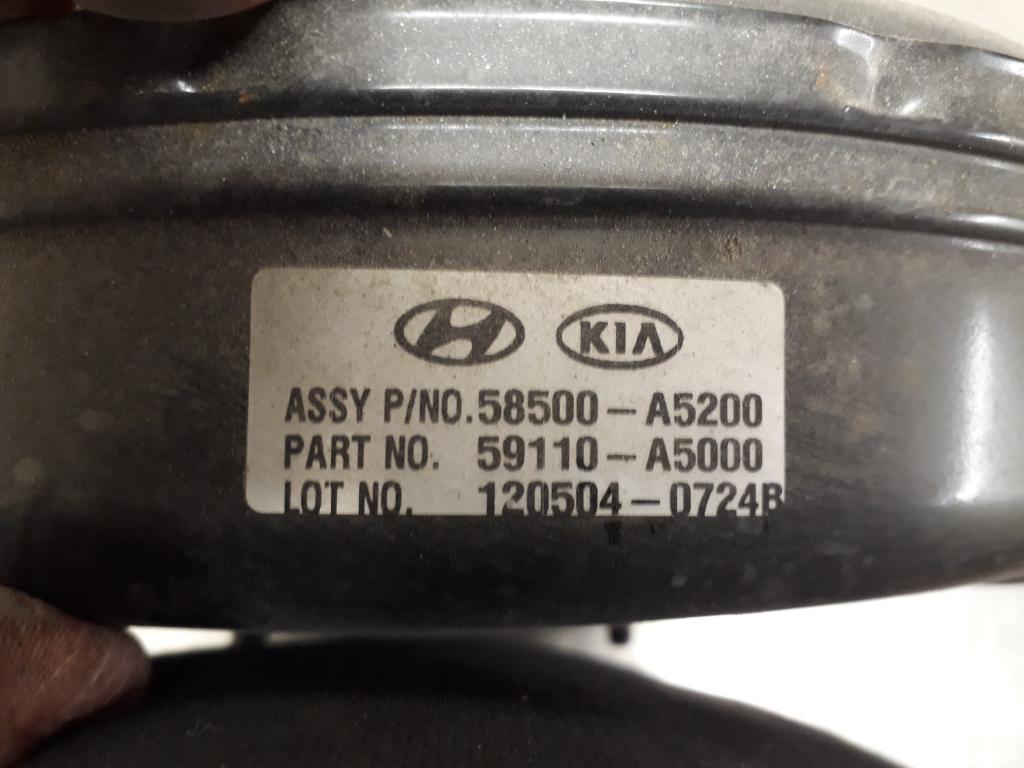 KIA
ASSY P/NO.58500-A5200
PART NO. 59110-A5000
LOT NO. 120504-0724B